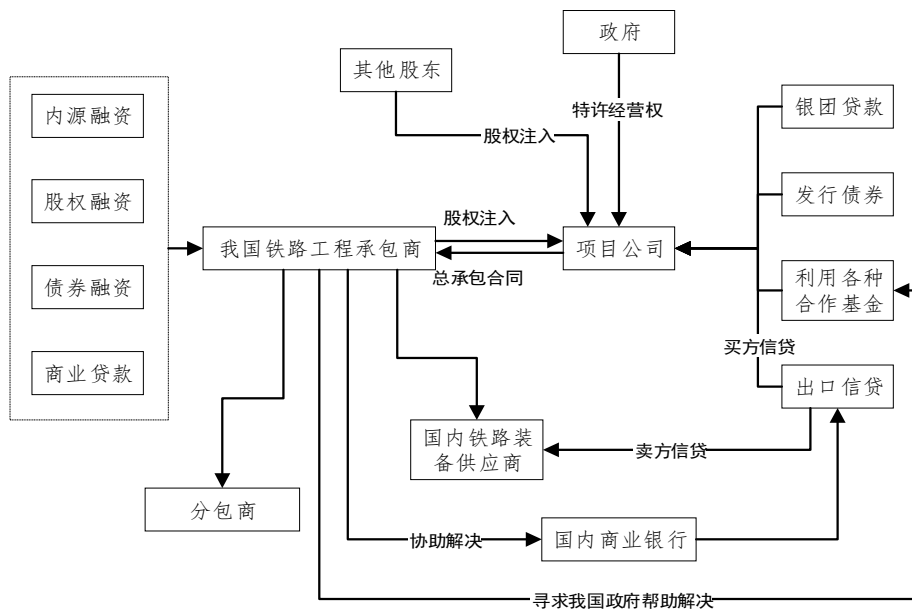 政府
其他股东
内源融资
银团贷款
特许经营权
股权注入
股权融资
发行债券
股权注入
我国铁路工程承包商
项目公司
总承包合同
债券融资
利用各种
合作基金
买方信贷
商业贷款
出口信贷
国内铁路装
备供应商
卖方信贷
分包商
协助解决
国内商业银行
寻求我国政府帮助解决